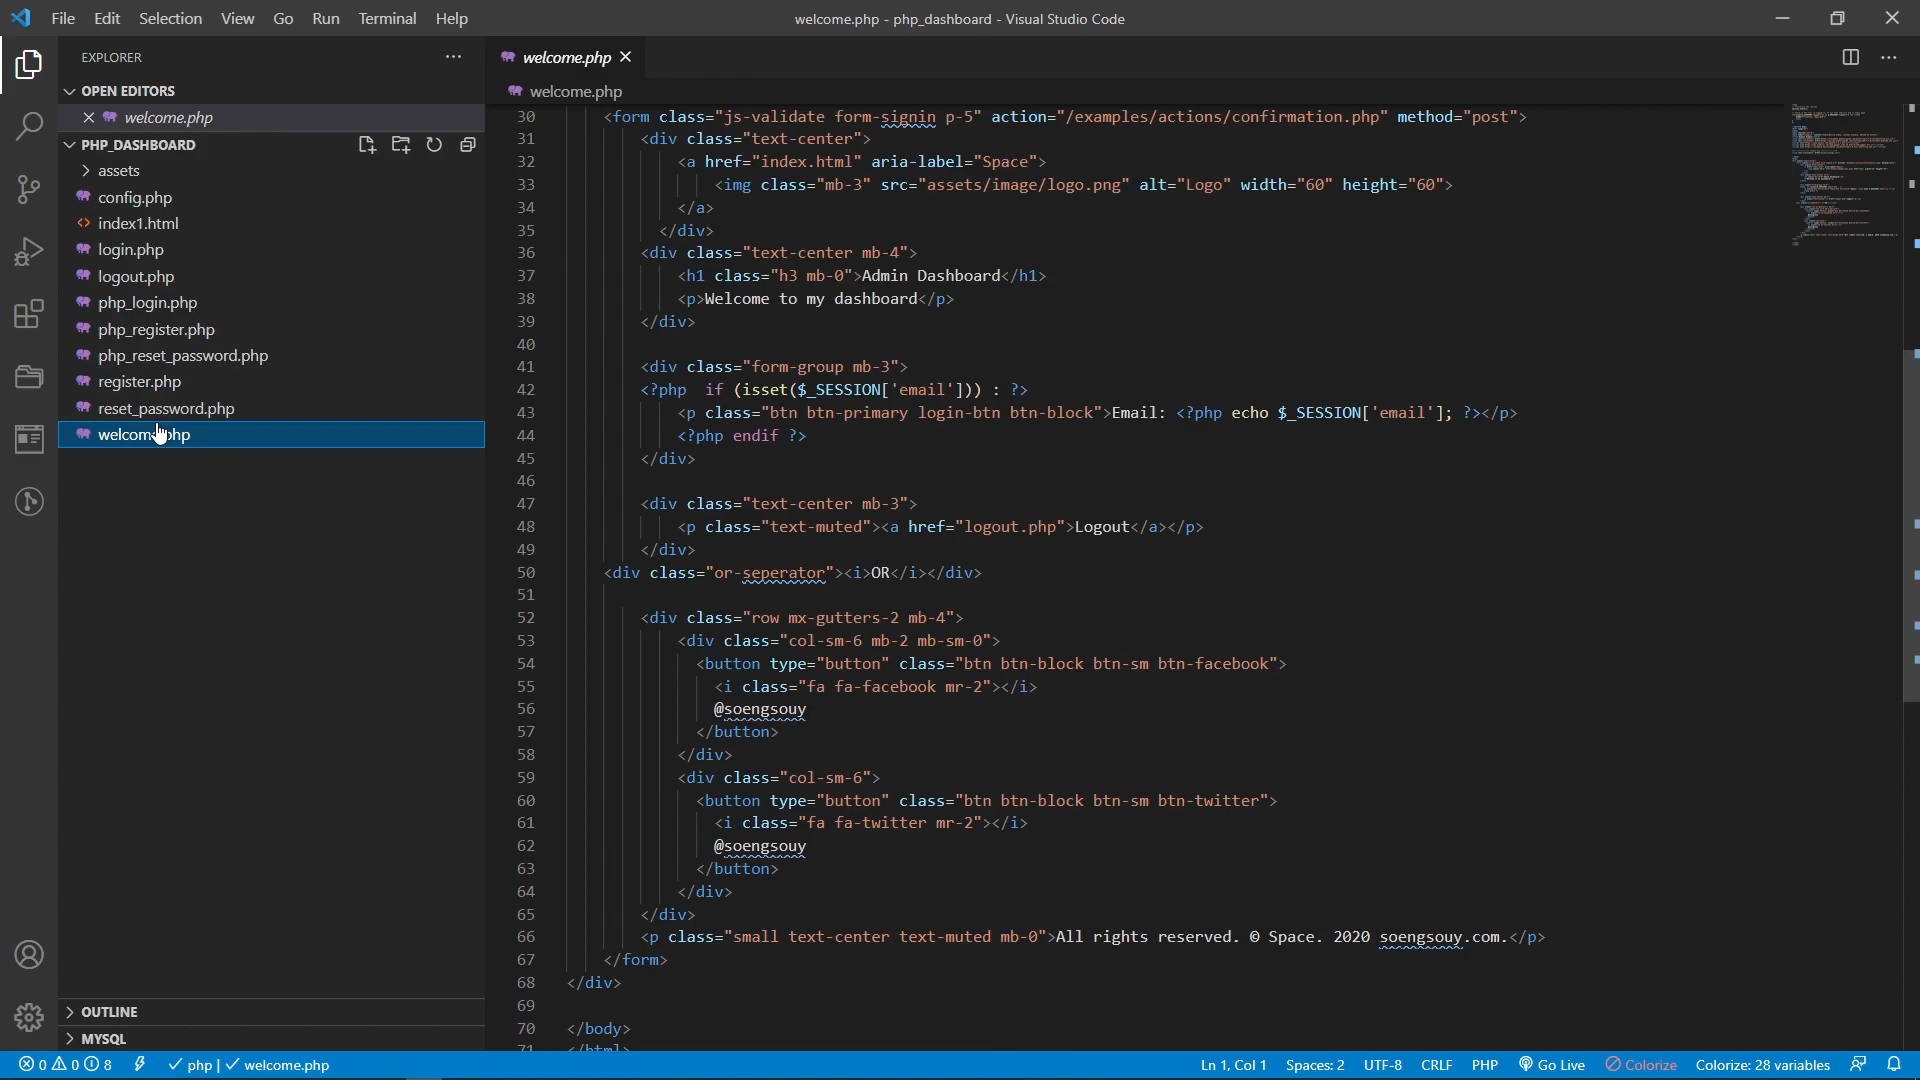 File Edit Selection View Go Run Terminal Help
welcome.php - php_dashboard - Visual Studio Code
EXPLORER
OPEN EDITORS
welcome.php
PHP_DASHBOARD
assets
config.php
index1.html
login.php
logout.php
php_login.php
php_register.php
php_reset_password.php
register.php
reset_password.php
OUTLINE
MYSQL
welcome.php
welcome.php
30 <form class="js-validate form-signin p-5" action="/examples/actions/confirmation.php" method="post">
31 <div class="text-center">
32 <a href="index.html" aria-label="Space">
33 <img class="mb-3" src="assets/image/logo.png" alt="Logo" width="60" height="60">
34 </a>
35 </div>
36 <div class="text-center mb-4">
37 <h1 class="h3 mb-0">Admin Dashboard</h1>
38 <p>Welcome to my dashboard</p>
39 </div>
40
41 <div class="form-group mb-3">
42 <?php  if (isset($_SESSION['email'])) : ?>
43 <p class="btn btn-primary login-btn btn-block">Email: <?php echo $_SESSION['email']; ?></p>
44 <?php endif ?>
45 </div>
46
47 <div class="text-center mb-3">
48 <p class="text-muted"><a href="logout.php">Logout</a></p>
49 </div>
50 <div class="or-seperator"><i>OR</i></div>
51
52 <div class="row mx-gutters-2 mb-4">
53 <div class="col-sm-6 mb-2 mb-sm-0">
54 <button type="button" class="btn btn-block btn-sm btn-facebook">
55 <i class="fa fa-facebook mr-2"></i>
56 @soengsouy
57 </button>
58 </div>
59 <div class="col-sm-6">
60 <button type="button" class="btn btn-block btn-sm btn-twitter">
61 <i class="fa fa-twitter mr-2"></i>
62 @soengsouy
63 </button>
64 </div>
65 </div>
66 <p class="small text-center text-muted mb-0">All rights reserved. © Space. 2020 soengsouy.com.</p>
67 </form>
68 </div>
69
70 </body>
71 </html>
0 0 8 php | welcome.php
Ln 1, Col 1 Spaces: 2 UTF-8 CRLF PHP Go Live Colorize Colorize: 28 variables